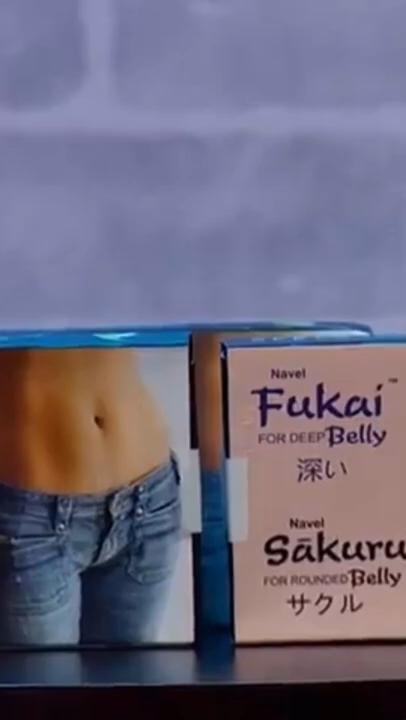 Navel
Fukai™
FOR DEEP Belly
深い
Navel
Sākuru
FOR ROUNDED Belly
サクル